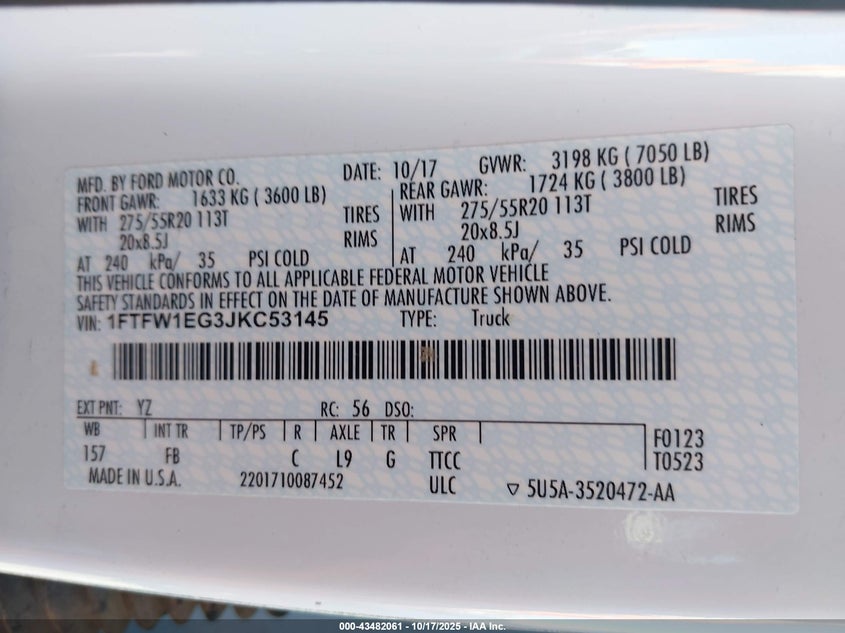 MFD. BY FORD MOTOR CO. DATE: 10/17 GVWR: 3198 KG ( 7050 LB)
FRONT GAWR: 1633 KG ( 3600 LB) REAR GAWR: 1724 KG ( 3800 LB)
WITH 275/55R20 113T TIRES WITH 275/55R20 113T TIRES
20x8.5J RIMS 20x8.5J RIMS
AT 240 kPa/ 35 PSI COLD AT 240 kPa/ 35 PSI COLD
THIS VEHICLE CONFORMS TO ALL APPLICABLE FEDERAL MOTOR VEHICLE
SAFETY STANDARDS IN EFFECT ON THE DATE OF MANUFACTURE SHOWN ABOVE.
VIN: 1FTFW1EG3JKC53145 TYPE: Truck
EXT PNT: YZ RC: 56 DSO:
WB INT TR TP/PS R AXLE TR SPR F0123
157 FB C L9 G TTCC T0523
MADE IN U.S.A. 2201710087452 ULC ▽ 5U5A-3520472-AA
000-43482061 - 10/17/2025 - IAA Inc.